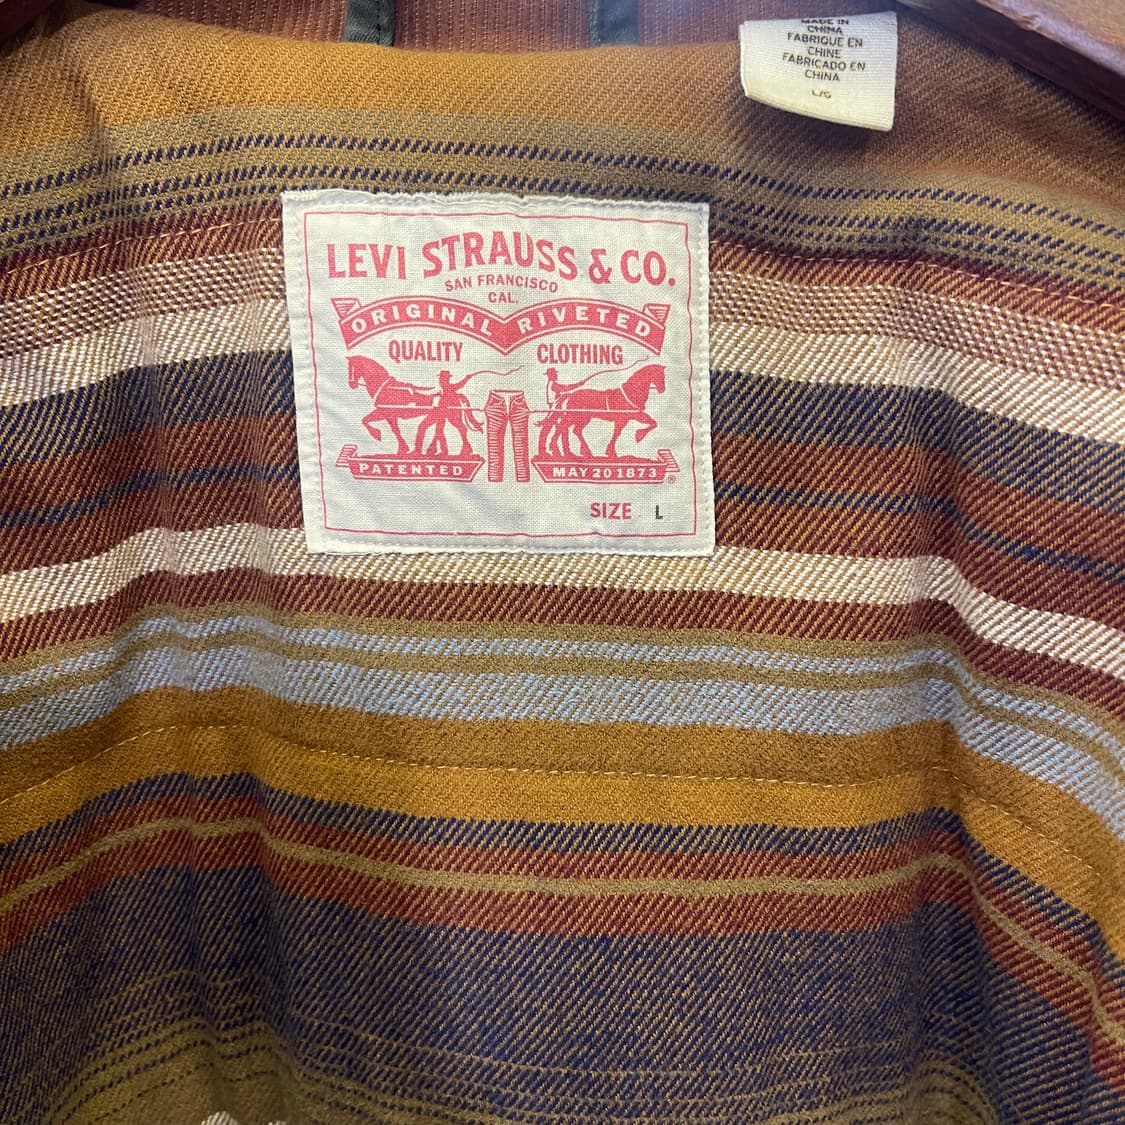 MADE IN
CHINA
FABRIQUE EN
CHINE
FABRICADO EN
CHINA
L/G
LEVI STRAUSS & CO.
SAN FRANCISCO
CAL.
ORIGINAL RIVETED
QUALITY CLOTHING
PATENTED MAY 20 1873 ®
SIZE L